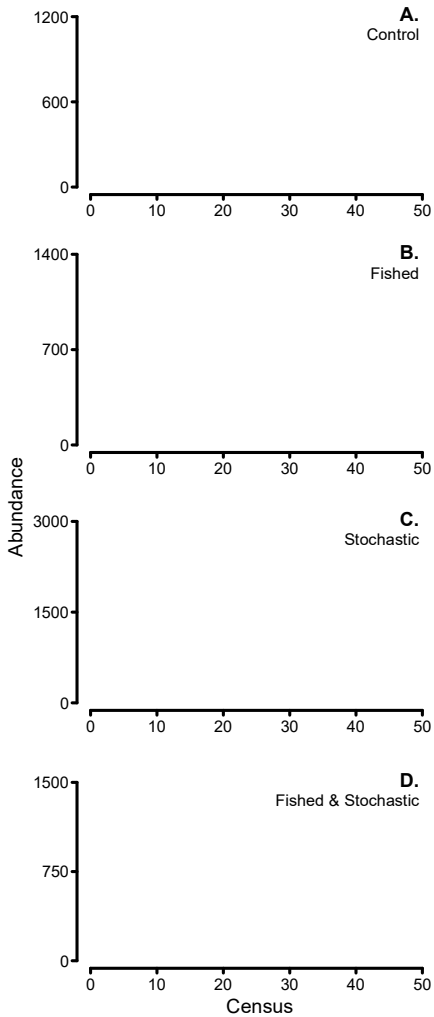 A.
Control
1200
600
0
0 10 20 30 40 50
B.
Fished
1400
700
0
0 10 20 30 40 50
Abundance
C.
Stochastic
3000
1500
0
0 10 20 30 40 50
D.
Fished & Stochastic
1500
750
0
0 10 20 30 40 50
Census